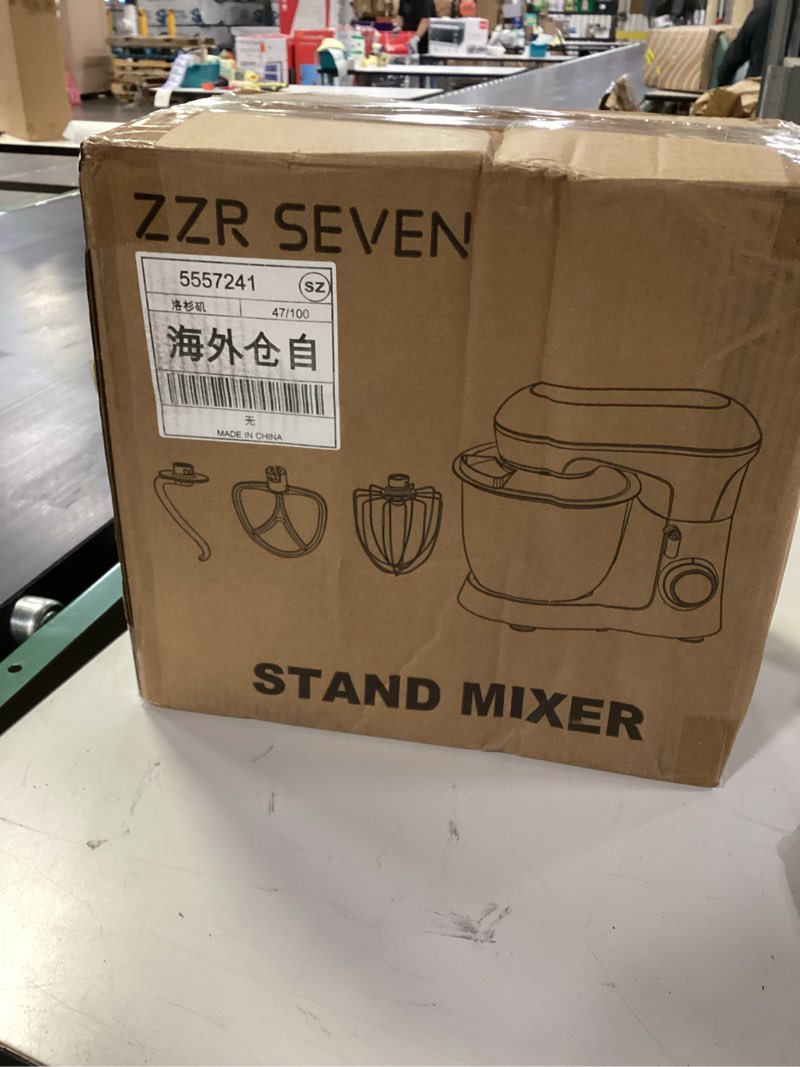 ZZR SEVEN
5557241 SZ
洛杉矶 47/100
海外仓自
无
MADE IN CHINA
STAND MIXER